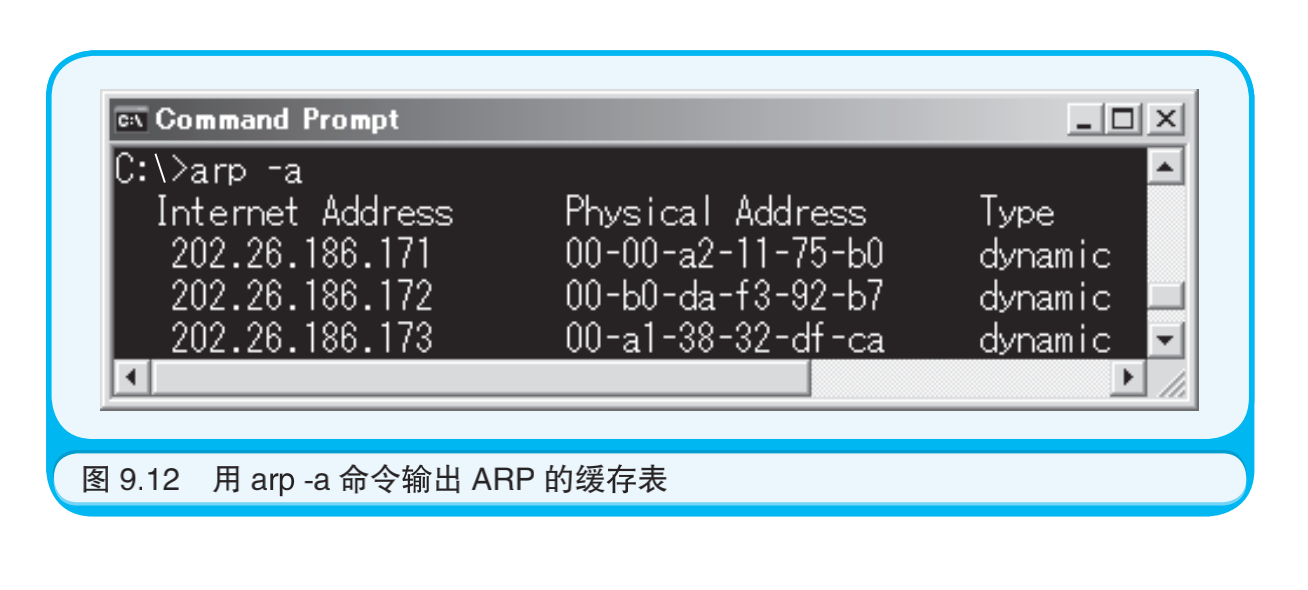 C:\ Command Prompt
C:\>arp -a
Internet Address Physical Address Type
202.26.186.171 00-00-a2-11-75-b0 dynamic
202.26.186.172 00-b0-da-f3-92-b7 dynamic
202.26.186.173 00-a1-38-32-df-ca dynamic
图 9.12 用 arp -a 命令输出 ARP 的缓存表